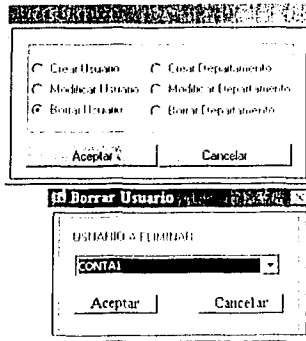 Crear Usuario Crear Departamento
Modificar Usuario Modificar Departamento
Borrar Usuario Borrar Departamento
Aceptar Cancelar
Borrar Usuario
USUARIO A ELIMINAR
CONTA1
Aceptar Cancelar